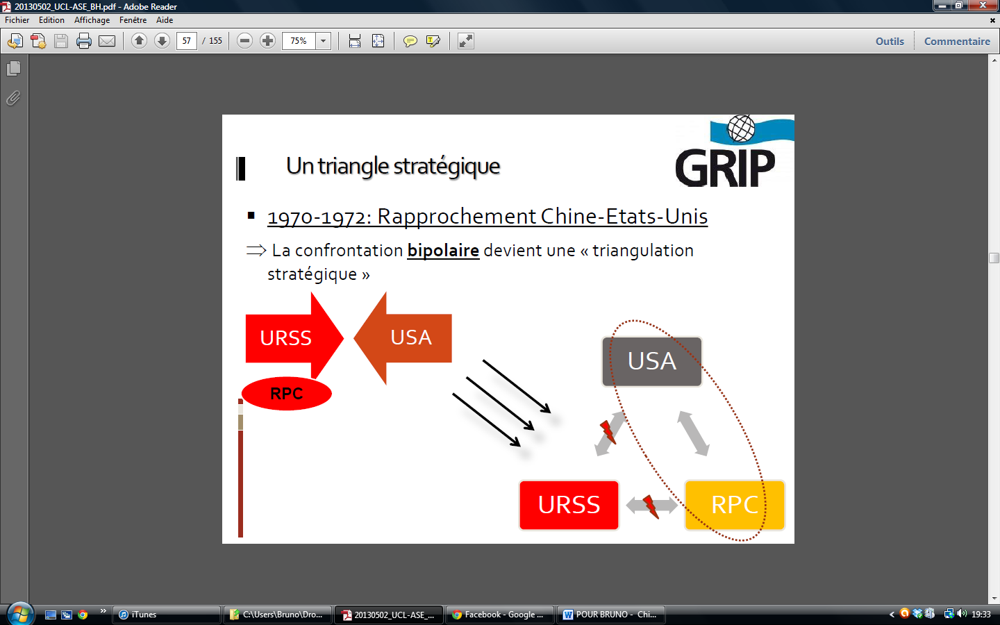 20130502_UCL-ASE_BH.pdf - Adobe Reader
Fichier Edition Affichage Fenêtre Aide
57 / 155 75% Outils Commentaire
GRIP
Un triangle stratégique
1970-1972: Rapprochement Chine-Etats-Unis
⇒ La confrontation bipolaire devient une « triangulation
stratégique »
URSS USA
RPC
USA
URSS RPC
» iTunes C:\Users\Bruno\Dro... 20130502_UCL-ASE_... Facebook - Google ... POUR BRUNO - Chi... < 19:33